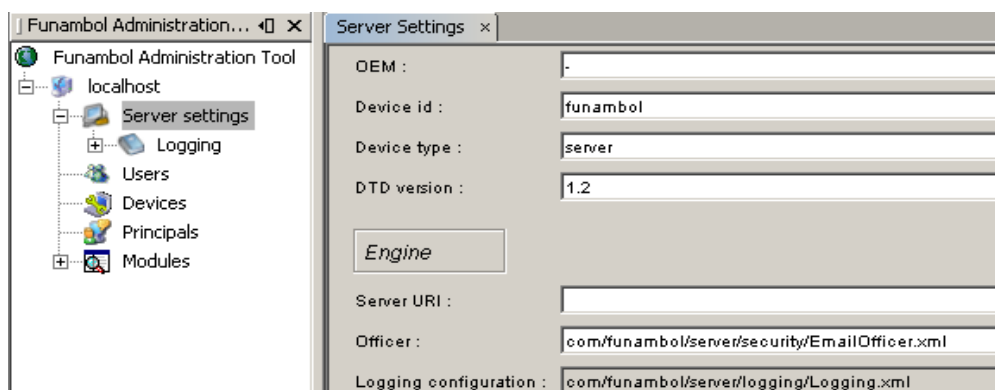 Funambol Administration...
Funambol Administration Tool
localhost
Server settings
Logging
Users
Devices
Principals
Modules
Server Settings
OEM : -
Device id : funambol
Device type : server
DTD version : 1.2
Engine
Server URI :
Officer : com/funambol/server/security/EmailOfficer.xml
Logging configuration : com/funambol/server/logging/Logging.xml